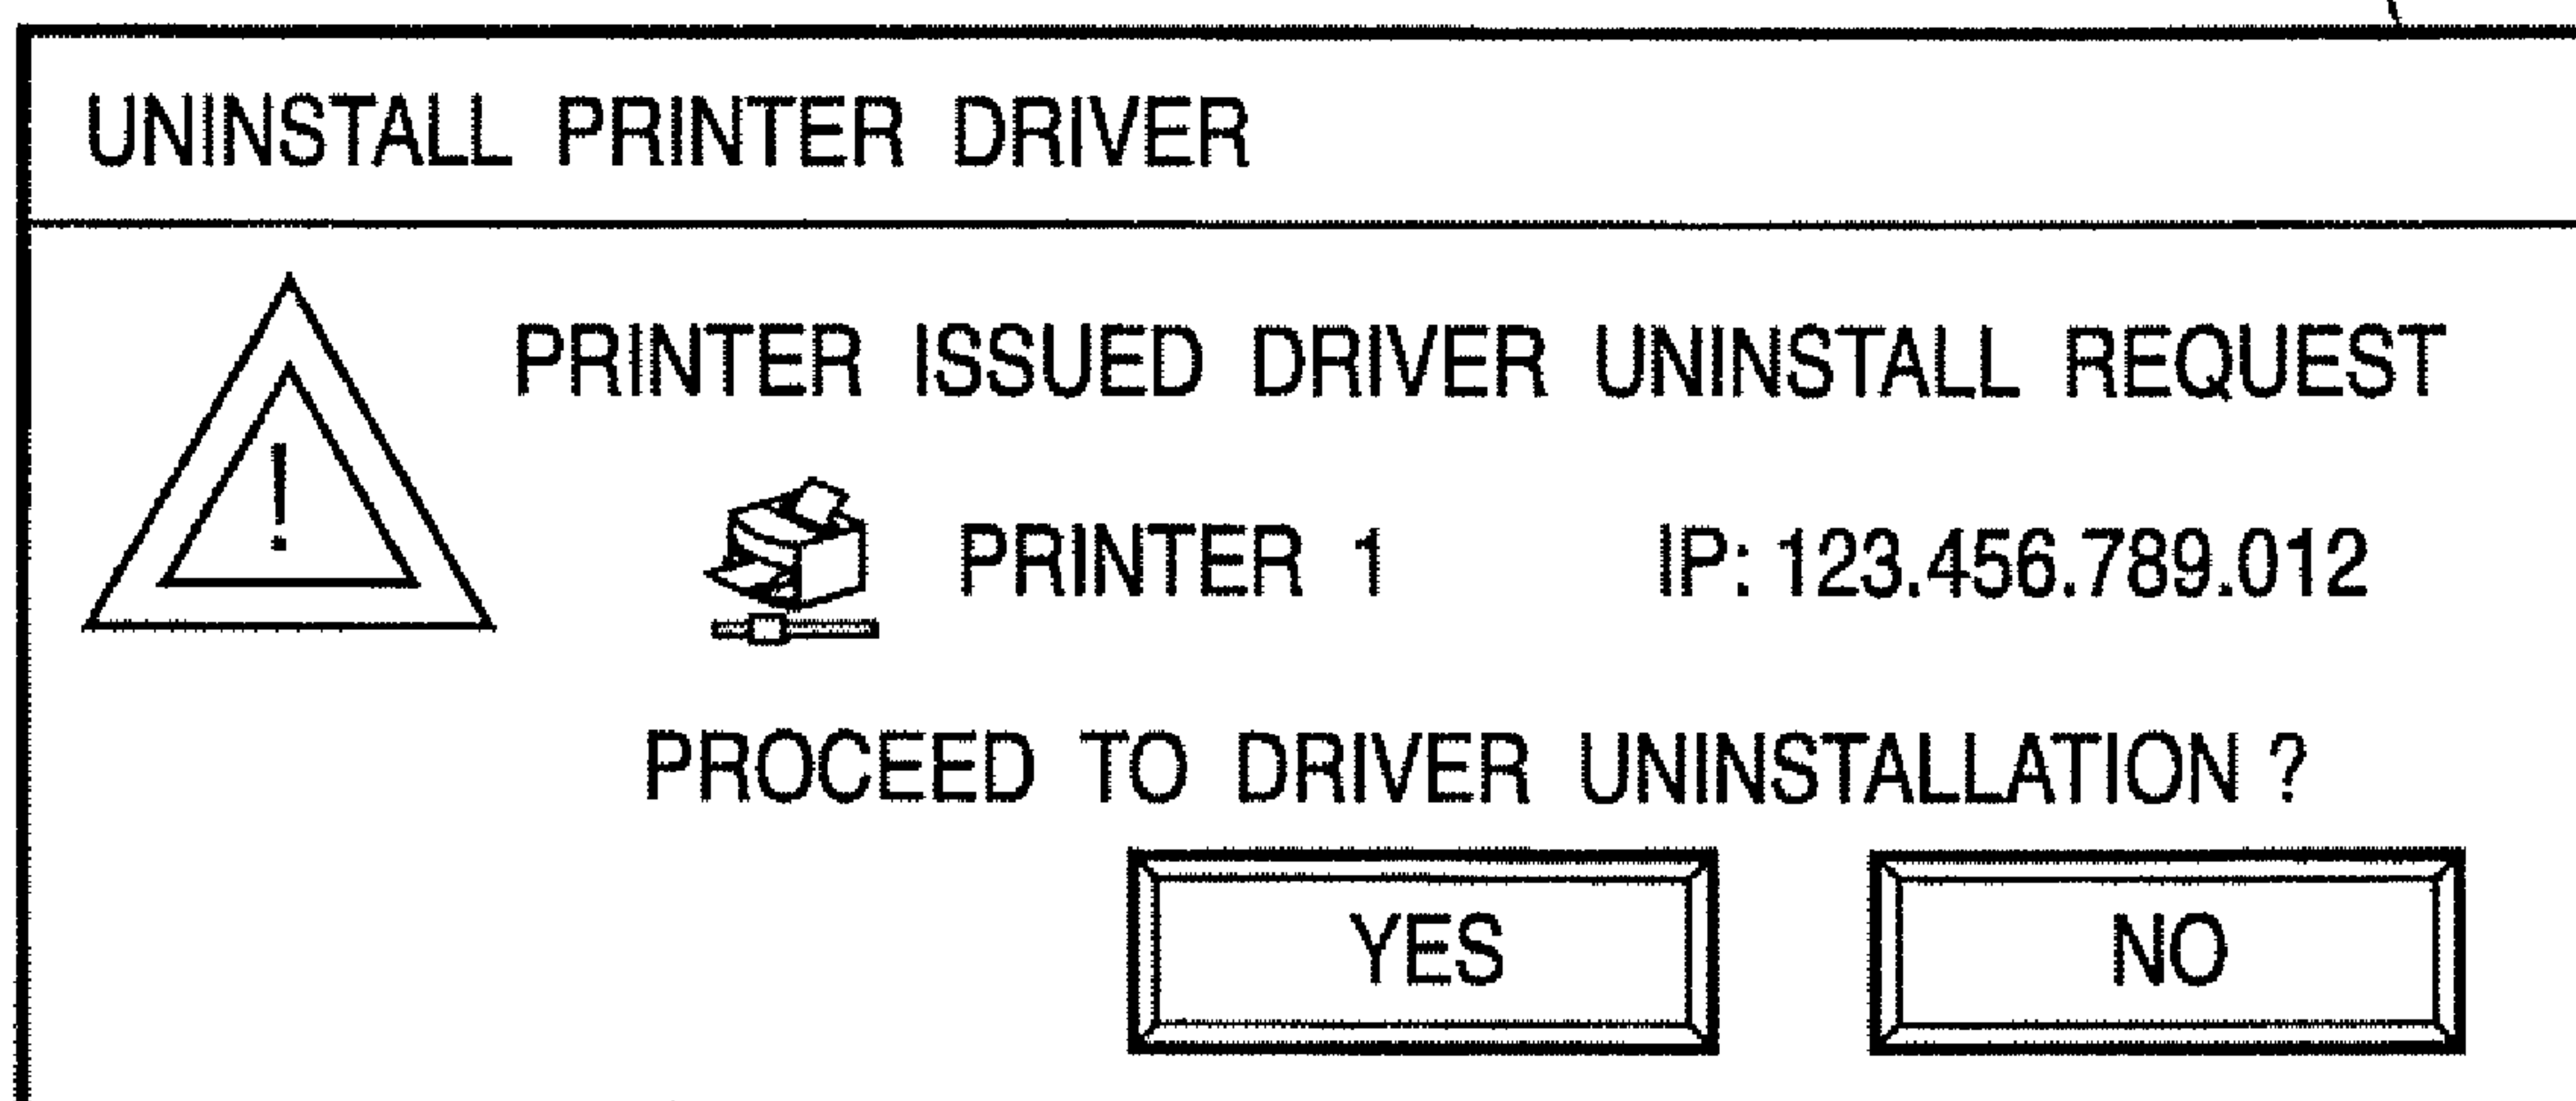 UNINSTALL PRINTER DRIVER
!
PRINTER ISSUED DRIVER UNINSTALL REQUEST
PRINTER 1 IP: 123.456.789.012
PROCEED TO DRIVER UNINSTALLATION ?
YES NO